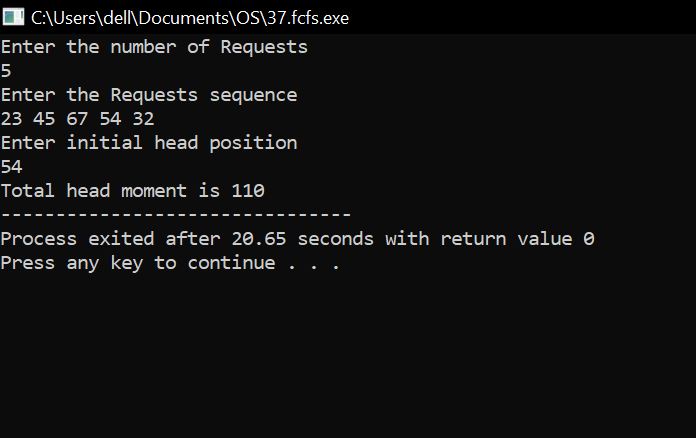 C:\Users\dell\Documents\OS\37.fcfs.exe
Enter the number of Requests
5
Enter the Requests sequence
23 45 67 54 32
Enter initial head position
54
Total head moment is 110
--------------------------------
Process exited after 20.65 seconds with return value 0
Press any key to continue . . .